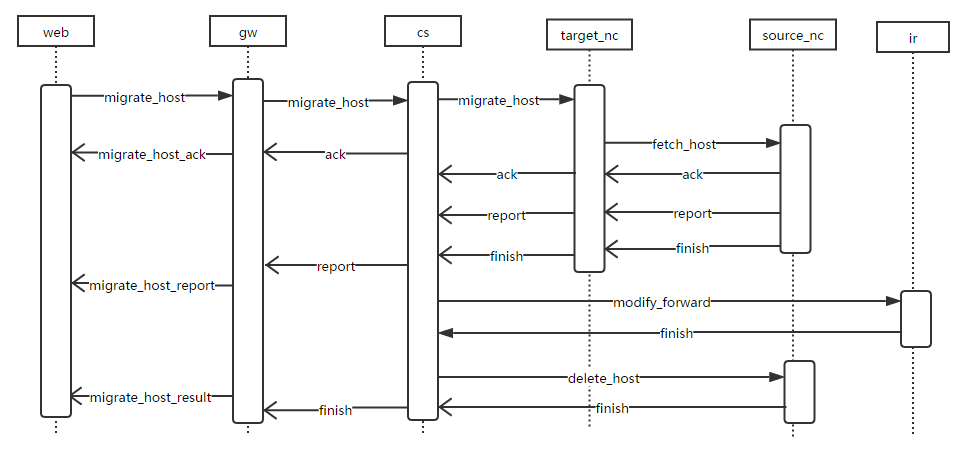 web
gw
cs
target_nc
source_nc
ir
migrate_host
migrate_host
migrate_host
fetch_host
migrate_host_ack
ack
ack
ack
report
report
finish
finish
report
migrate_host_report
modify_forward
finish
delete_host
migrate_host_result
finish
finish